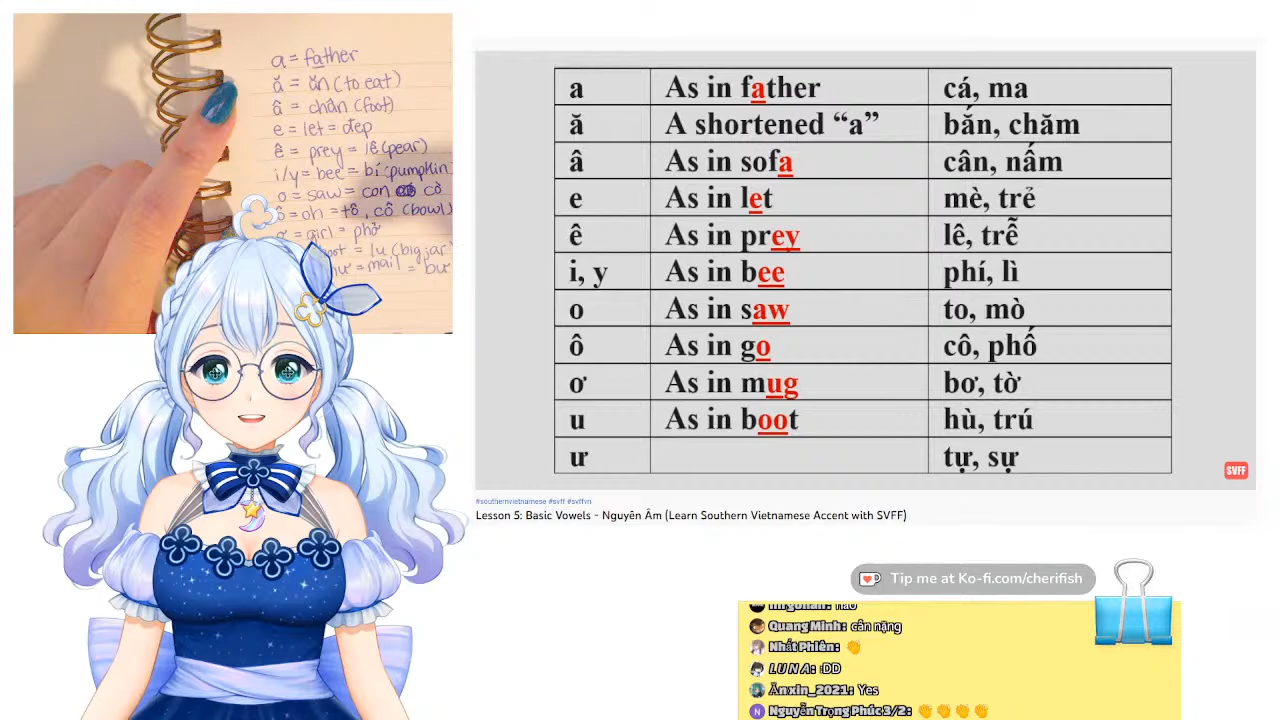 a = father
ă = ăn (to eat)
â = chân (foot)
e = let = đẹp
ê = prey = lê (pear)
i/y = bee = bí (pumpkin
o = saw = con cò
ô = oh = tô, cô (bowl)
ơ = girl = phở
oot = lu (big jar
a As in father cá, ma
ă A shortened “a” bắn, chăm
â As in sofa cân, nấm
e As in let mè, trẻ
ê As in prey lê, trễ
i, y As in bee phí, lì
o As in saw to, mò
ô As in go cô, phố
ơ As in mug bơ, tờ
u As in boot hù, trú
ư tự, sự
SVFF
#southernvietnamese #svff #svffvn
Lesson 5: Basic Vowels - Nguyên Âm (Learn Southern Vietnamese Accent with SVFF)
Tip me at Ko-fi.com/cherifish
Quang Minh: cân nặng
Nhất Phiên: 👏
L U N A: :DD
Ănxin_2021: Yes
Nguyễn Trọng Phúc 3/2: 👏 👏 👏 👏